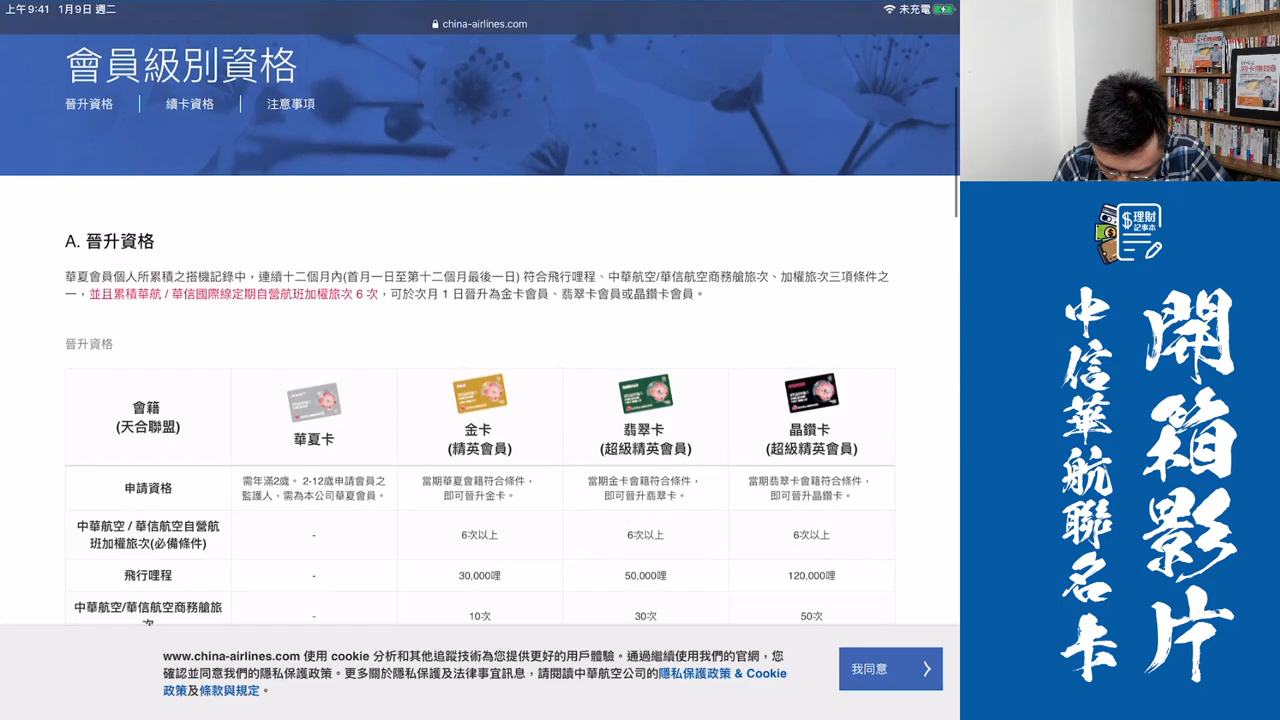 上午9:41 1月9日 週二
未充電
china-airlines.com
會員級別資格
晉升資格
續卡資格
注意事項
A. 晉升資格
華夏會員個人所累積之搭機記錄中，連續十二個月內(首月一日至第十二個月最後一日) 符合飛行哩程、中華航空/華信航空商務艙旅次、加權旅次三項條件之
一，並且累積華航 / 華信國際線定期自營航班加權旅次 6 次，可於次月 1 日晉升為金卡會員、翡翠卡會員或晶鑽卡會員。
晉升資格
會籍
(天合聯盟)
華夏卡
金卡
(精英會員)
翡翠卡
(超級精英會員)
晶鑽卡
(超級精英會員)
申請資格
需年滿2歲。 2-12歲申請會員之
監護人，需為本公司華夏會員。
當期華夏會籍符合條件，
即可晉升金卡。
當期金卡會籍符合條件，
即可晉升翡翠卡。
當期翡翠卡會籍符合條件，
即可晉升晶鑽卡。
中華航空 / 華信航空自營航
班加權旅次(必備條件)
-
6次以上
6次以上
6次以上
飛行哩程
-
30,000哩
50,000哩
120,000哩
中華航空/華信航空商務艙旅
次
-
10次
30次
50次
www.china-airlines.com 使用 cookie 分析和其他追蹤技術為您提供更好的用戶體驗。通過繼續使用我們的官網，您
確認並同意我們的隱私保護政策。更多關於隱私保護及法律事宜訊息，請閱讀中華航空公司的隱私保護政策 & Cookie
政策及條款與規定。
我同意
$理財
記事本
開箱影片
中信華航聯名卡